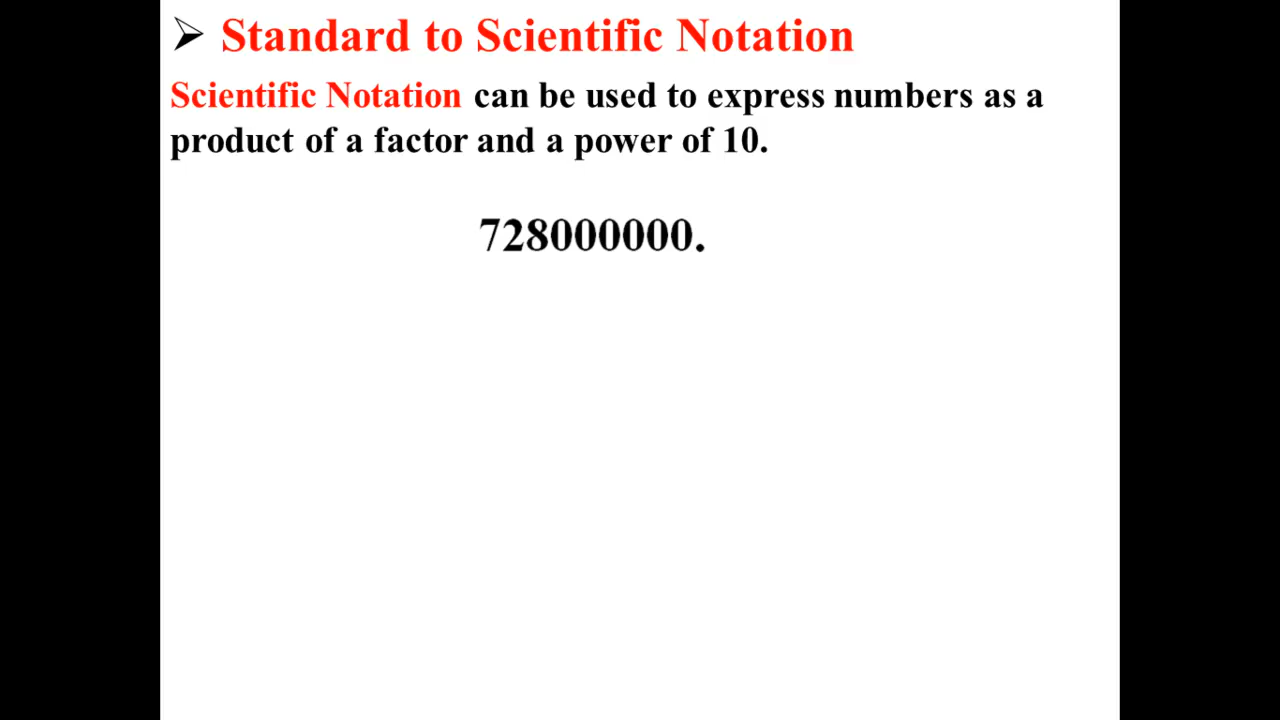 ➢ Standard to Scientific Notation
Scientific Notation can be used to express numbers as a
product of a factor and a power of 10.
728000000.